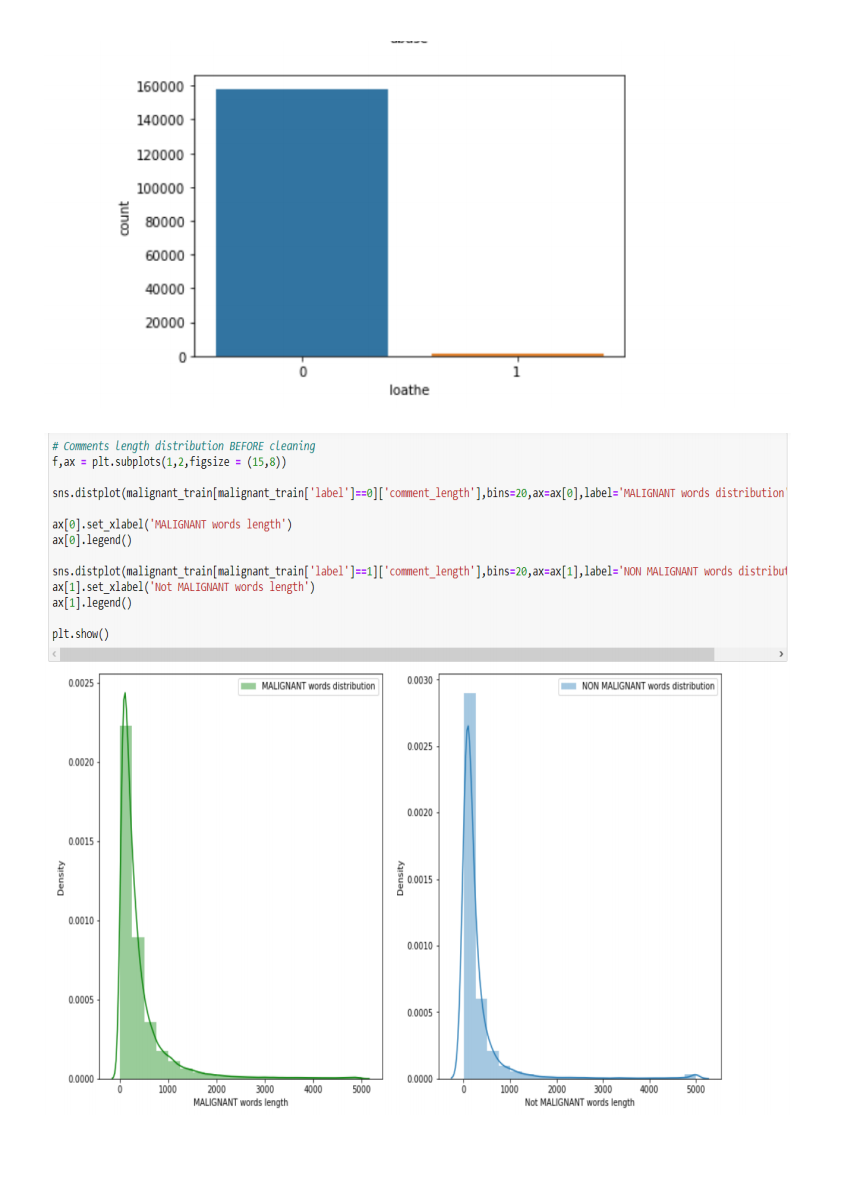 160000
140000
120000
100000
80000
60000
40000
20000
0
count
0 1
loathe
# Comments length distribution BEFORE cleaning
f,ax = plt.subplots(1,2,figsize = (15,8))
sns.distplot(malignant_train[malignant_train['label']==0]['comment_length'],bins=20,ax=ax[0],label='MALIGNANT words distribution'
ax[0].set_xlabel('MALIGNANT words length')
ax[0].legend()
sns.distplot(malignant_train[malignant_train['label']==1]['comment_length'],bins=20,ax=ax[1],label='NON MALIGNANT words distribut
ax[1].set_xlabel('Not MALIGNANT words length')
ax[1].legend()
plt.show()
MALIGNANT words distribution
0.0025
0.0020
0.0015
0.0010
0.0005
0.0000
Density
0 1000 2000 3000 4000 5000
MALIGNANT words length
NON MALIGNANT words distribution
0.0030
0.0025
0.0020
0.0015
0.0010
0.0005
0.0000
Density
0 1000 2000 3000 4000 5000
Not MALIGNANT words length